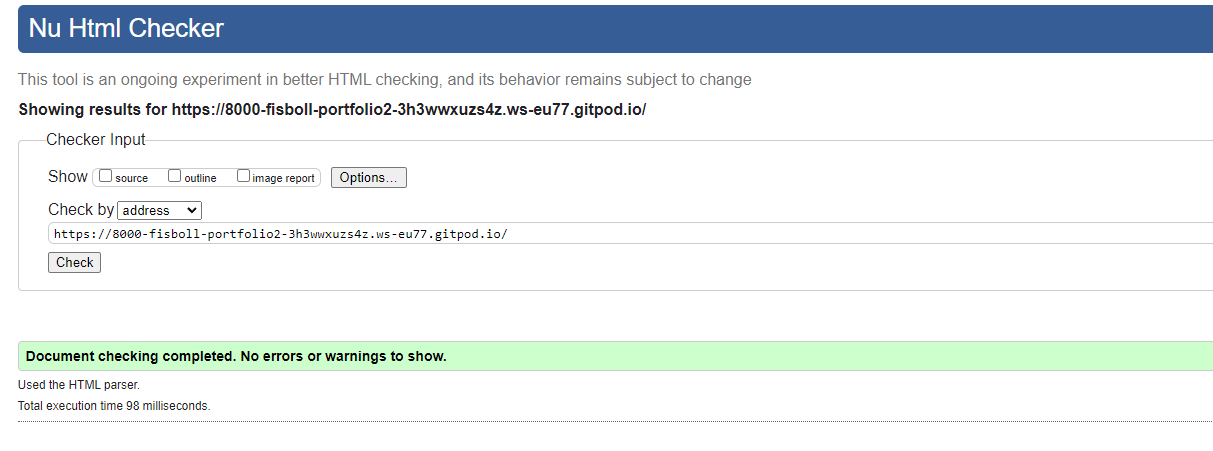 Nu Html Checker
This tool is an ongoing experiment in better HTML checking, and its behavior remains subject to change
Showing results for https://8000-fisboll-portfolio2-3h3wwxuzs4z.ws-eu77.gitpod.io/
Checker Input
Show source outline image report Options...
Check by address
https://8000-fisboll-portfolio2-3h3wwxuzs4z.ws-eu77.gitpod.io/
Check
Document checking completed. No errors or warnings to show.
Used the HTML parser.
Total execution time 98 milliseconds.